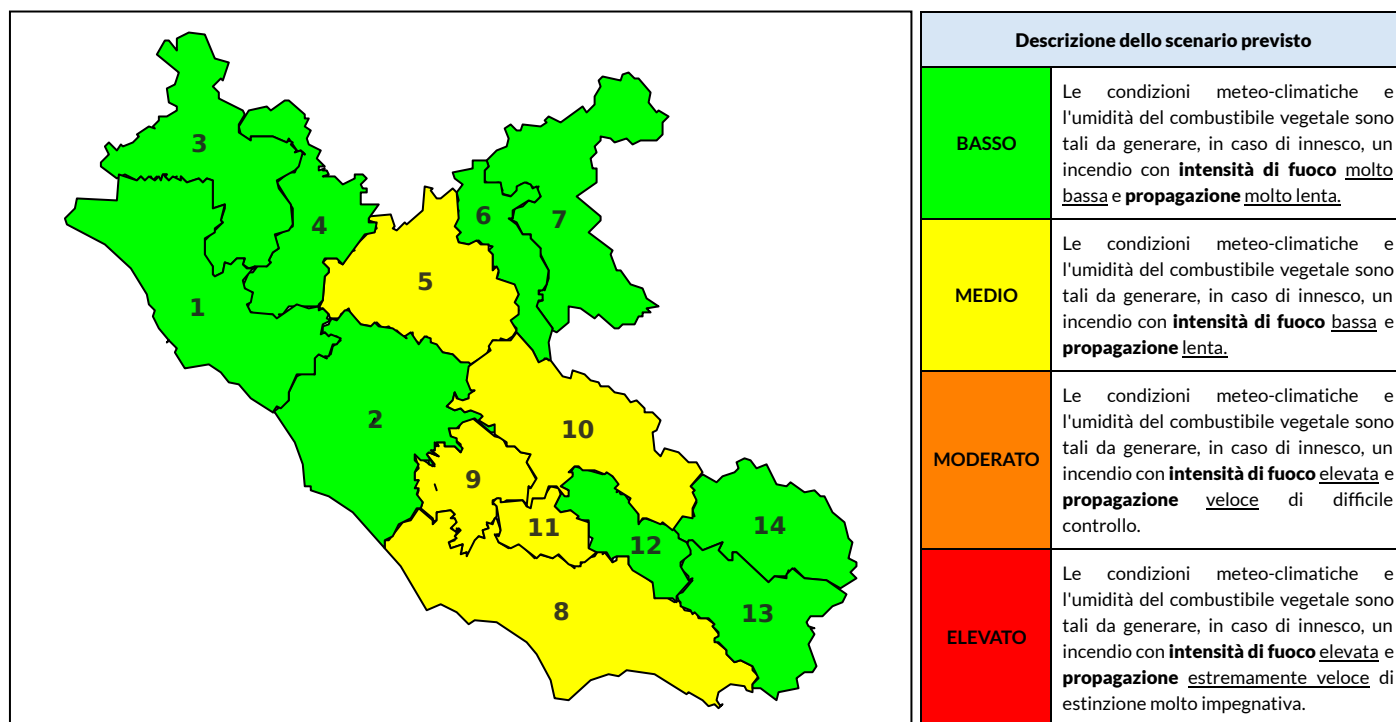 3
4
6
7
5
1
2
10
9
11
12
14
8
13
Descrizione dello scenario previsto
BASSO
Le condizioni meteo-climatiche e
l'umidità del combustibile vegetale sono
tali da generare, in caso di innesco, un
incendio con intensità di fuoco molto
bassa e propagazione molto lenta.
MEDIO
Le condizioni meteo-climatiche e
l'umidità del combustibile vegetale sono
tali da generare, in caso di innesco, un
incendio con intensità di fuoco bassa e
propagazione lenta.
MODERATO
Le condizioni meteo-climatiche e
l'umidità del combustibile vegetale sono
tali da generare, in caso di innesco, un
incendio con intensità di fuoco elevata e
propagazione veloce di difficile
controllo.
ELEVATO
Le condizioni meteo-climatiche e
l'umidità del combustibile vegetale sono
tali da generare, in caso di innesco, un
incendio con intensità di fuoco elevata e
propagazione estremamente veloce di
estinzione molto impegnativa.